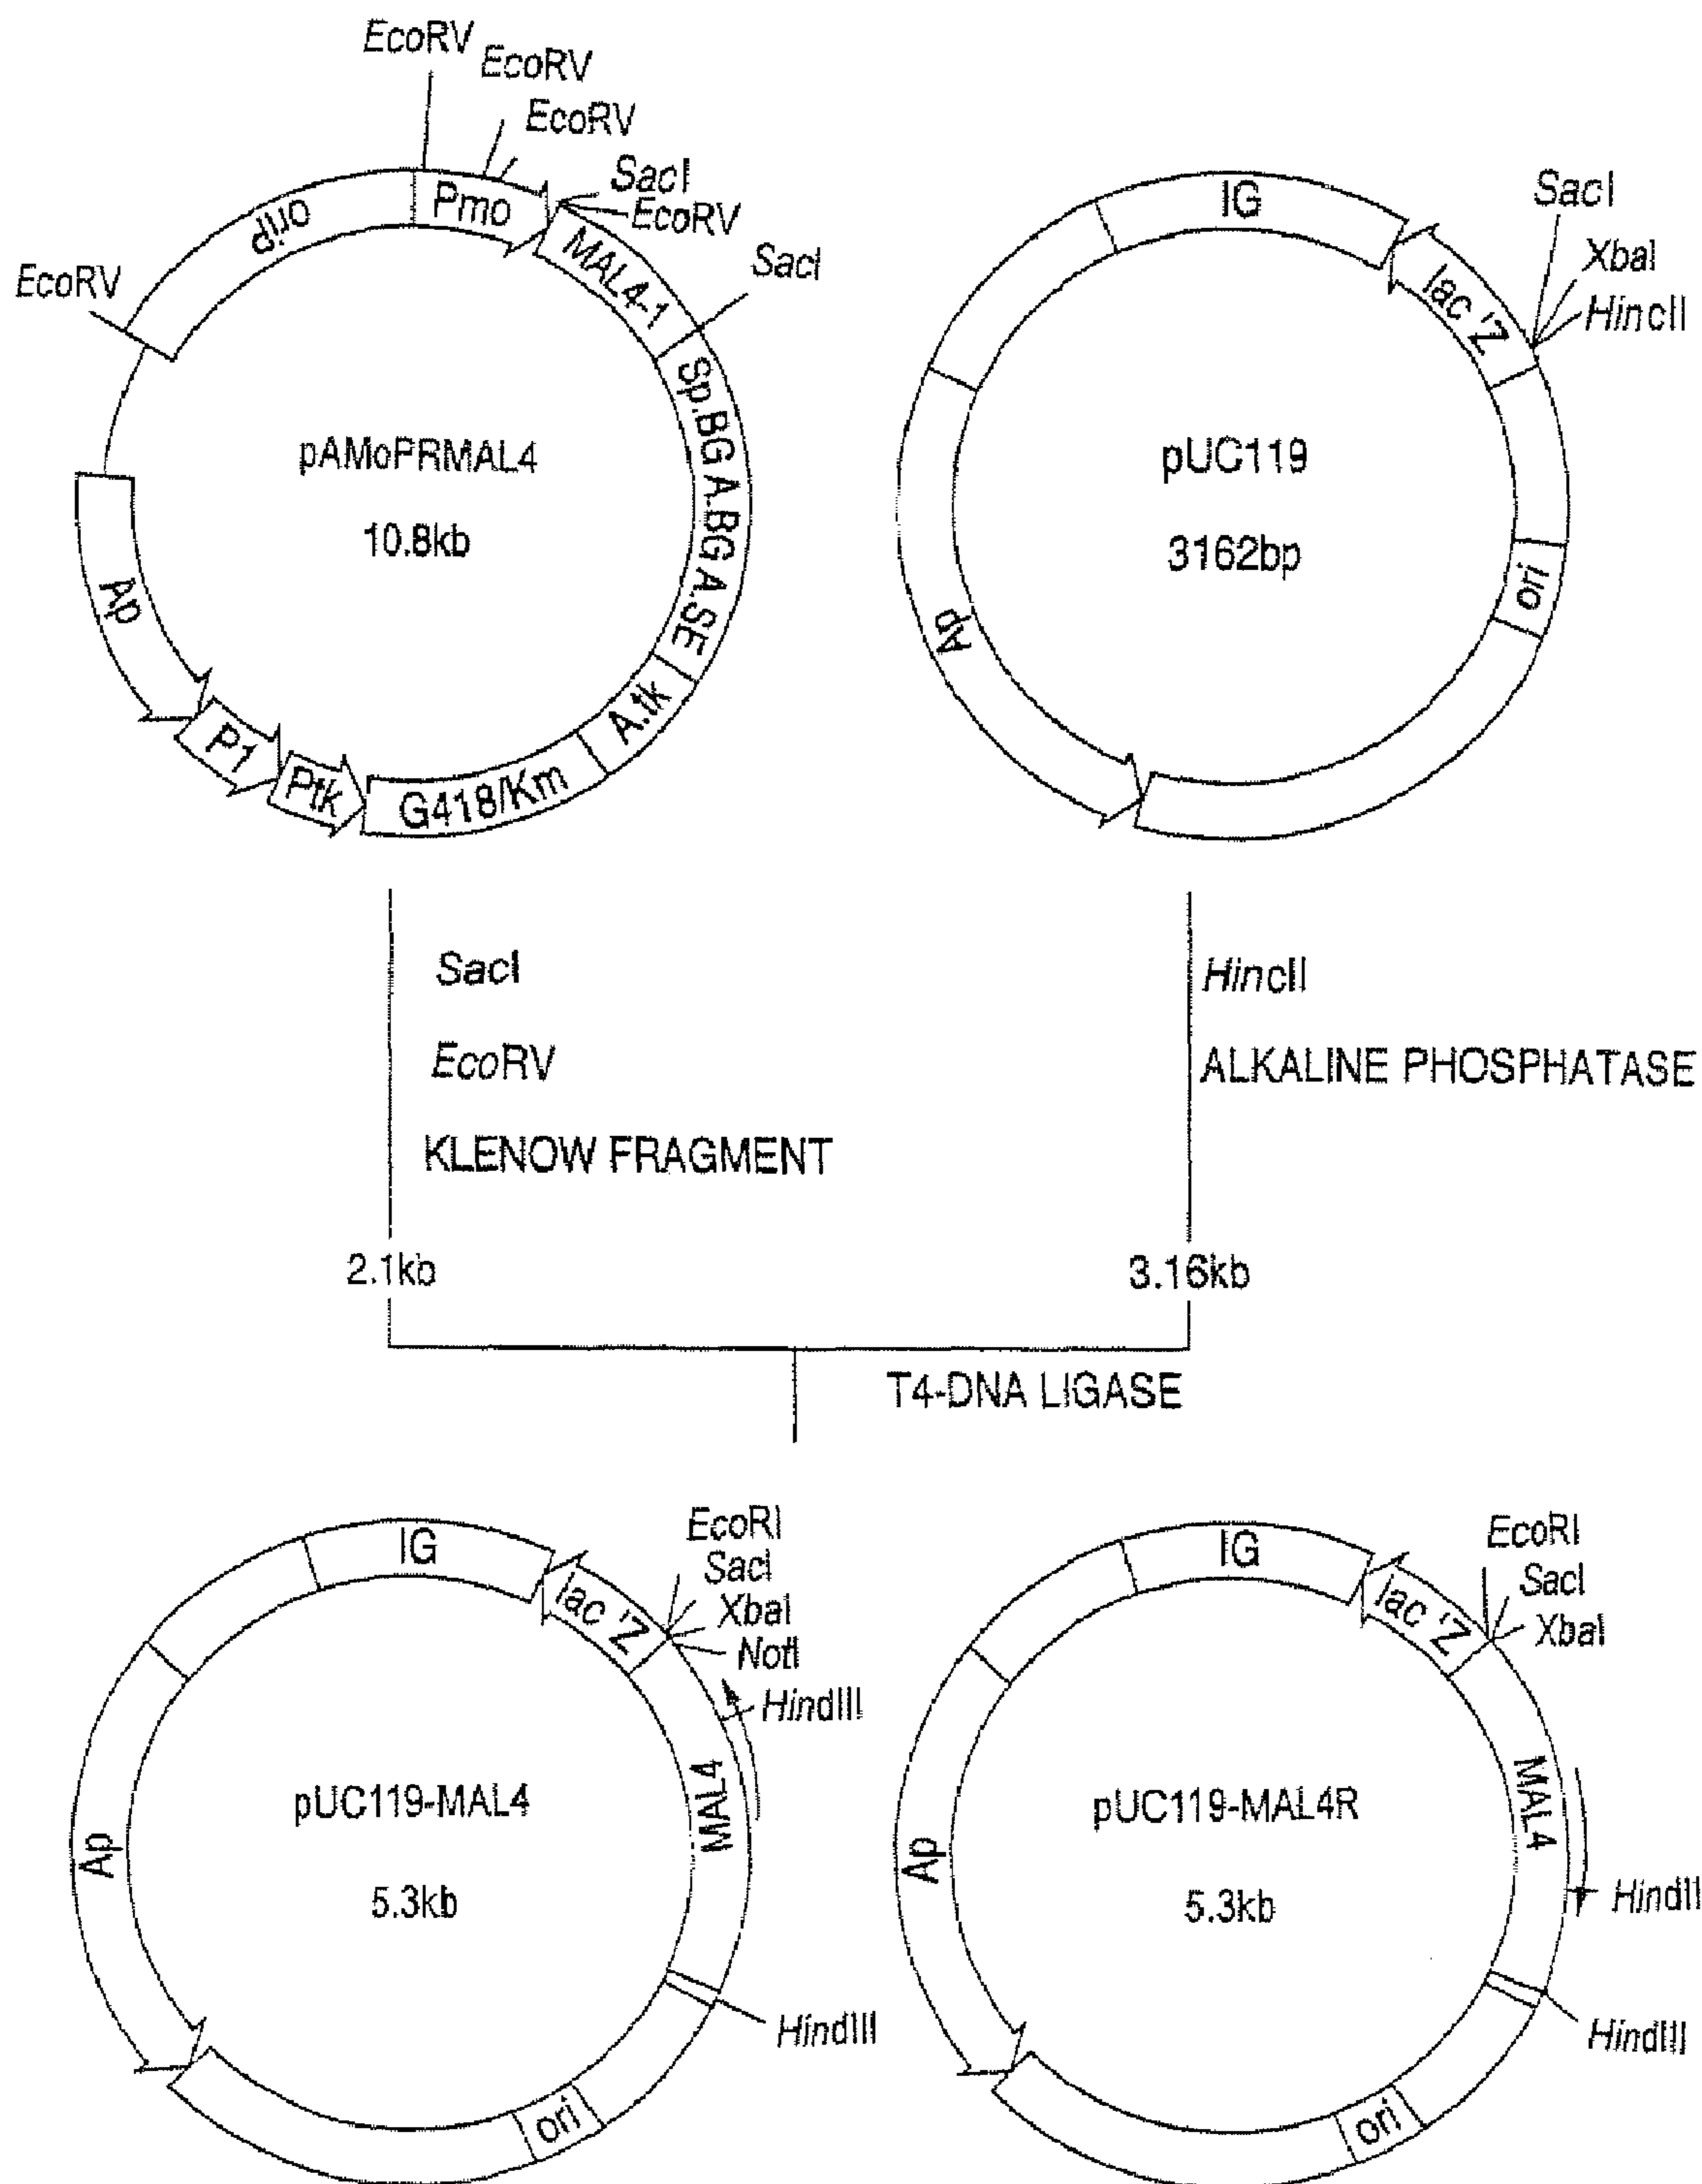 EcoRV
EcoRV
EcoRV
SacI
EcoRV
SacI
EcoRV
oriP
Pmo
MAL4-1
Sp.BG A.BG A.SE
A.tk
G418/Km
Ptk
P1
Ap
pAMoPRMAL4
10.8kb
IG
lac 'Z
SacI
XbaI
HincII
ori
Ap
pUC119
3162bp
SacI
EcoRV
KLENOW FRAGMENT
2.1kb
HincII
ALKALINE PHOSPHATASE
3.16kb
T4-DNA LIGASE
IG
lac 'Z
EcoRI
SacI
XbaI
NotI
HindIII
MAL4
HindIII
ori
Ap
pUC119-MAL4
5.3kb
IG
lac 'Z
EcoRI
SacI
XbaI
MAL4
HindII
HindIII
ori
Ap
pUC119-MAL4R
5.3kb